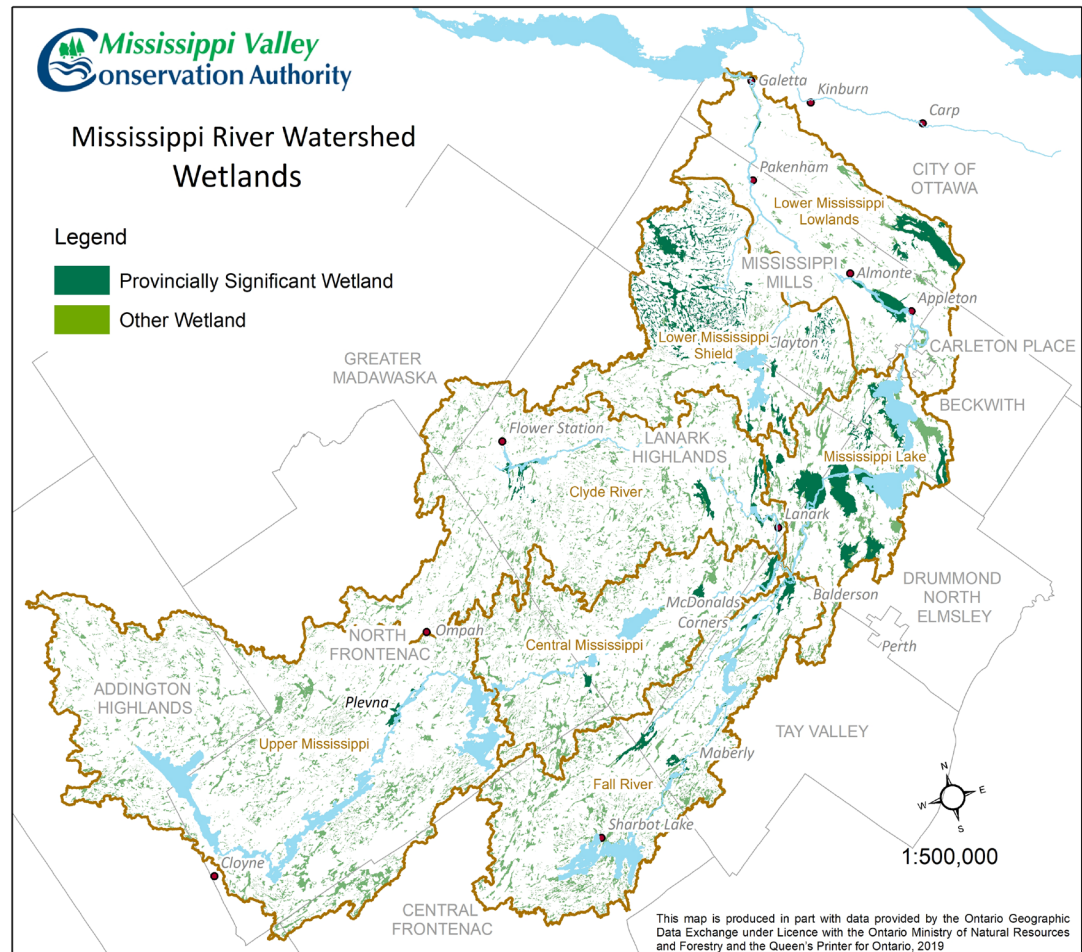 Mississippi Valley
Conservation Authority
Mississippi River Watershed
Wetlands
Legend
Provincially Significant Wetland
Other Wetland
Galetta
Kinburn
Carp
CITY OF
OTTAWA
Pakenham
Lower Mississippi
Lowlands
MISSISSIPPI
MILLS
Almonte
Appleton
Lower Mississippi
Shield
Clayton
CARLETON PLACE
GREATER
MADAWASKA
BECKWITH
Flower Station
LANARK
HIGHLANDS
Mississippi Lake
Clyde River
Lanark
DRUMMOND
NORTH
ELMSLEY
McDonalds
Corners
Balderson
Perth
NORTH
FRONTENAC
Ompah
Central Mississippi
ADDINGTON
HIGHLANDS
Plevna
Upper Mississippi
TAY VALLEY
Maberly
Fall River
Sharbot Lake
Cloyne
CENTRAL
FRONTENAC
N
W
E
S
1:500,000
This map is produced in part with data provided by the Ontario Geographic
Data Exchange under Licence with the Ontario Ministry of Natural Resources
and Forestry and the Queen's Printer for Ontario, 2019